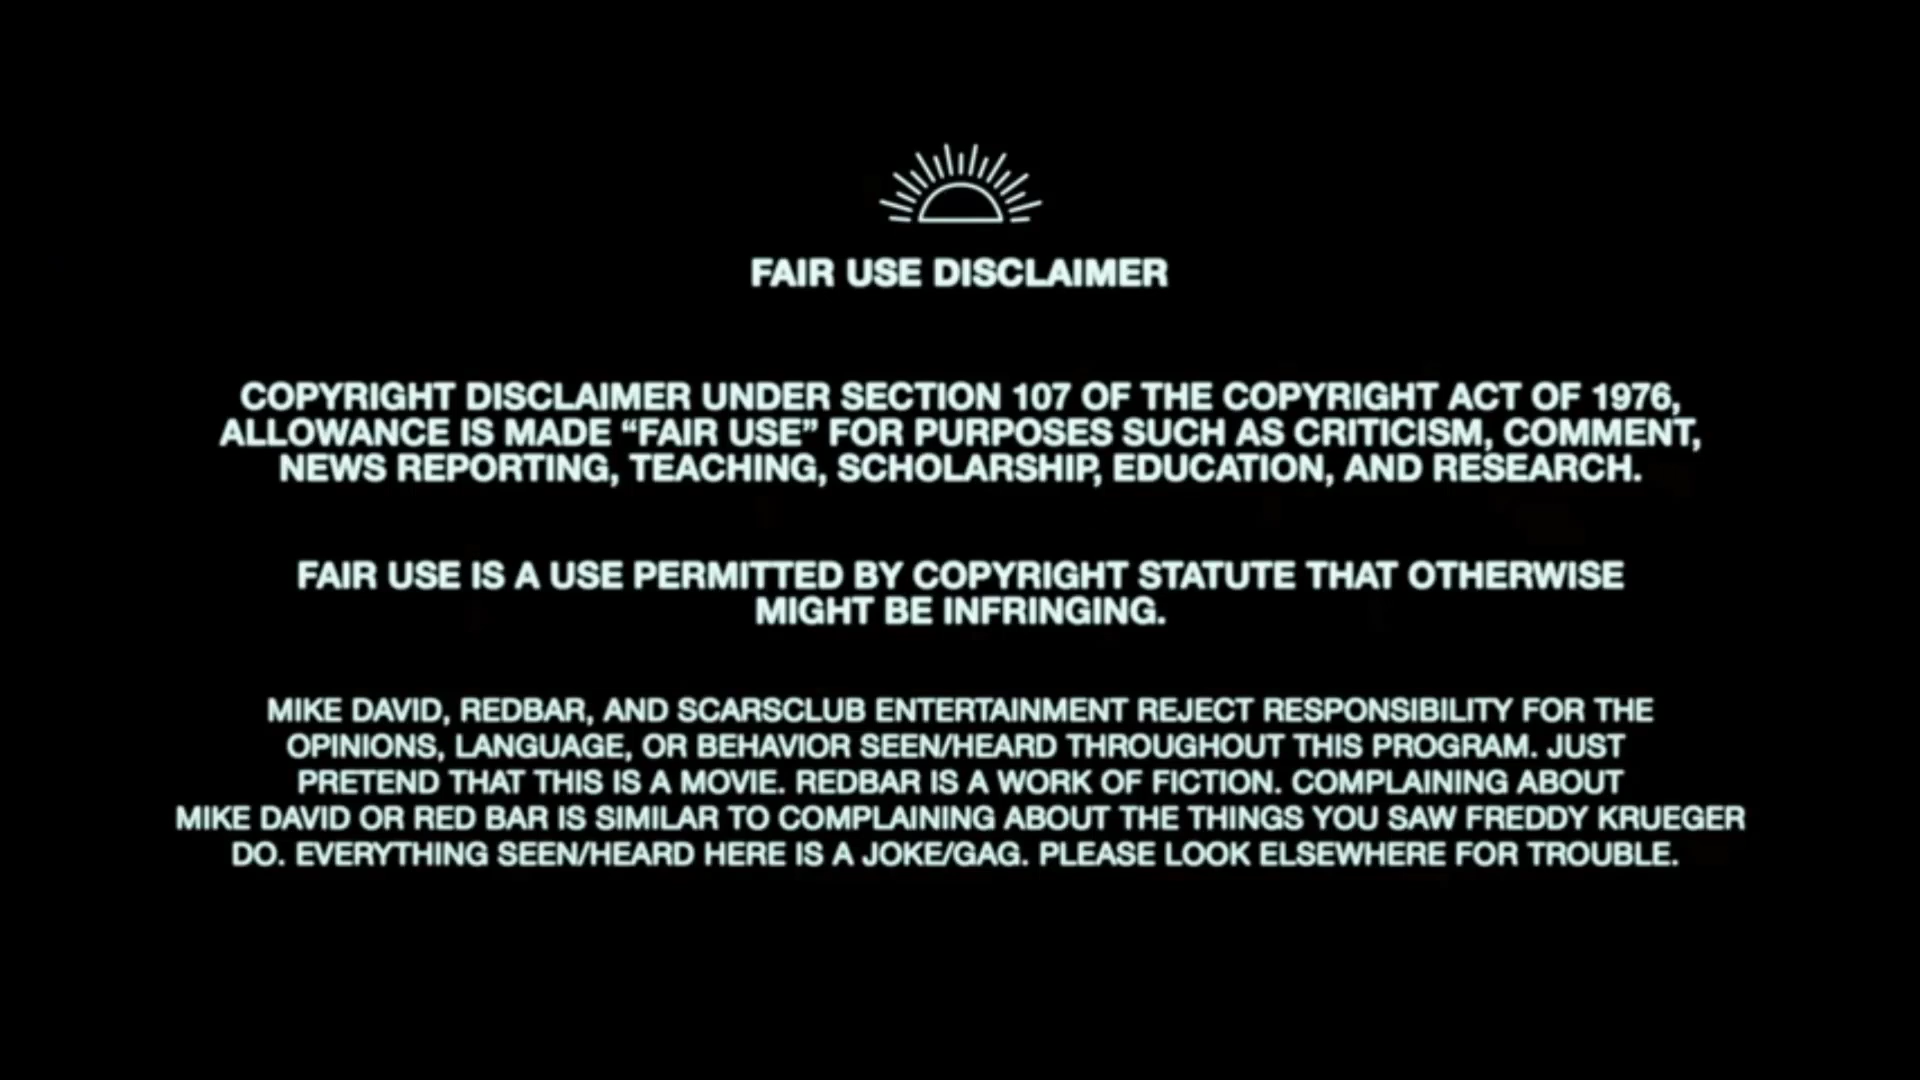 FAIR USE DISCLAIMER
COPYRIGHT DISCLAIMER UNDER SECTION 107 OF THE COPYRIGHT ACT OF 1976,
ALLOWANCE IS MADE “FAIR USE” FOR PURPOSES SUCH AS CRITICISM, COMMENT,
NEWS REPORTING, TEACHING, SCHOLARSHIP, EDUCATION, AND RESEARCH.
FAIR USE IS A USE PERMITTED BY COPYRIGHT STATUTE THAT OTHERWISE
MIGHT BE INFRINGING.
MIKE DAVID, REDBAR, AND SCARSCLUB ENTERTAINMENT REJECT RESPONSIBILITY FOR THE
OPINIONS, LANGUAGE, OR BEHAVIOR SEEN/HEARD THROUGHOUT THIS PROGRAM. JUST
PRETEND THAT THIS IS A MOVIE. REDBAR IS A WORK OF FICTION. COMPLAINING ABOUT
MIKE DAVID OR RED BAR IS SIMILAR TO COMPLAINING ABOUT THE THINGS YOU SAW FREDDY KRUEGER
DO. EVERYTHING SEEN/HEARD HERE IS A JOKE/GAG. PLEASE LOOK ELSEWHERE FOR TROUBLE.